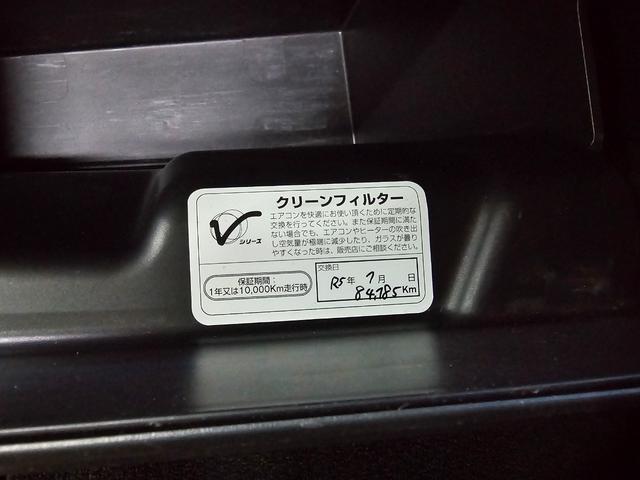 クリーンフィルター
エアコンを快適にお使い頂くために定期的な
交換を行ってください。また保証期間に満た
ない場合でも、エアコンやヒーターの吹き出
し空気量が極端に減少したり、ガラスが曇り
やすくなった時は、販売店にご相談ください。
V シリーズ
保証期間：
1年又は10,000Km走行時
交換日
R5年 7月 日
84,785Km